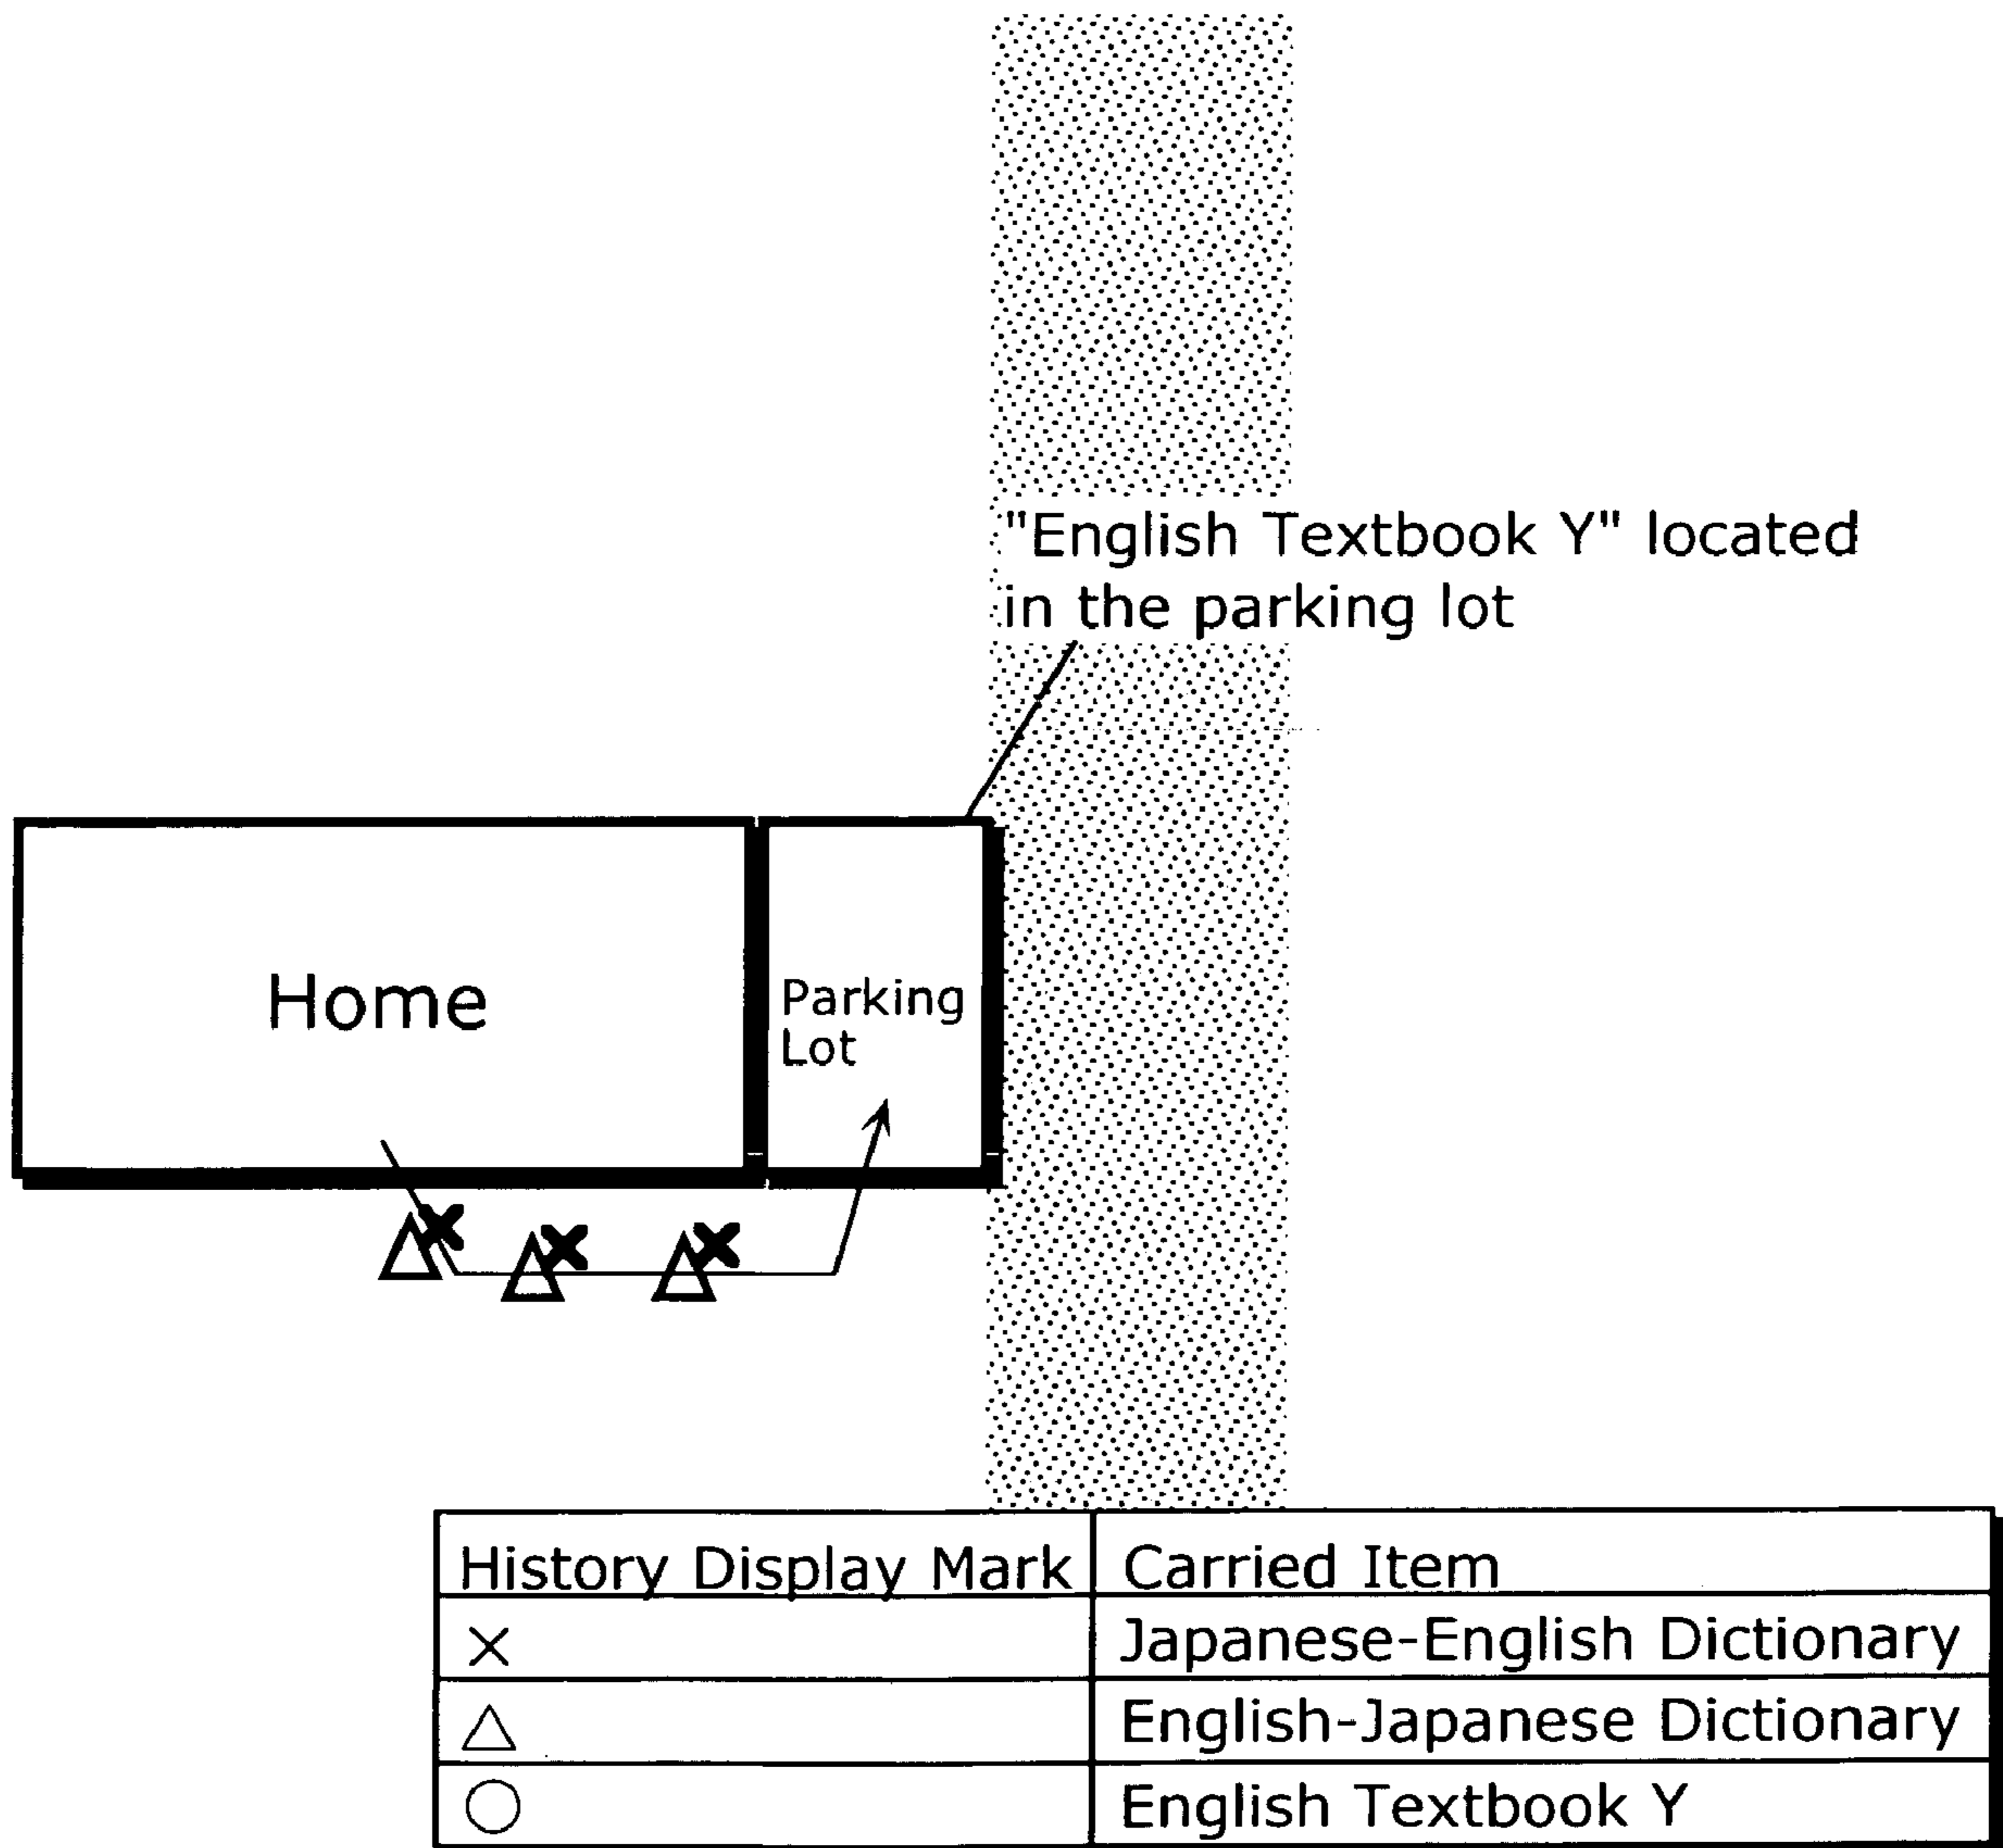 "English Textbook Y" located
in the parking lot
Home
Parking
Lot
History Display Mark Carried Item
× Japanese-English Dictionary
△ English-Japanese Dictionary
○ English Textbook Y